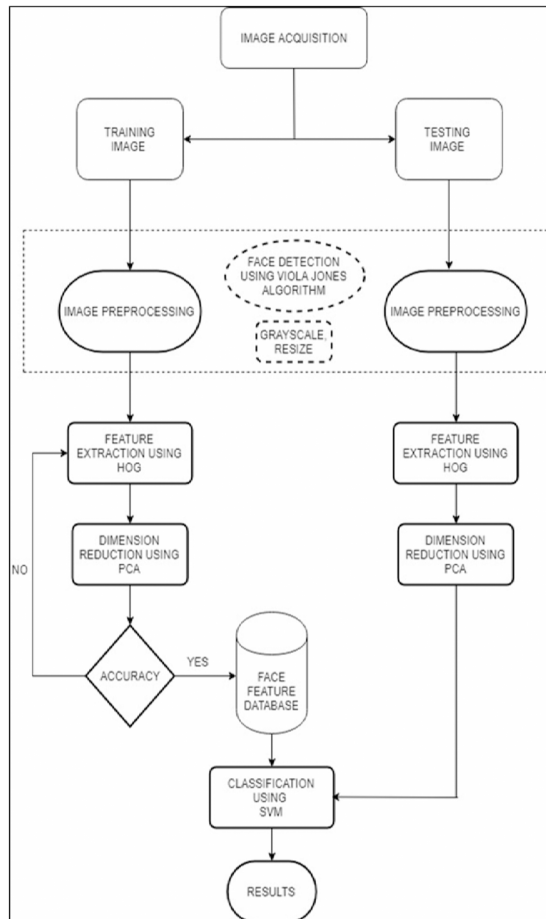 IMAGE ACQUISITION
TRAINING
IMAGE
TESTING
IMAGE
FACE DETECTION
USING VIOLA JONES
ALGORITHM
IMAGE PREPROCESSING
IMAGE PREPROCESSING
GRAYSCALE,
RESIZE
FEATURE
EXTRACTION USING
HOG
FEATURE
EXTRACTION USING
HOG
DIMENSION
REDUCTION USING
PCA
DIMENSION
REDUCTION USING
PCA
NO
ACCURACY
YES
FACE
FEATURE
DATABASE
CLASSIFICATION
USING
SVM
RESULTS